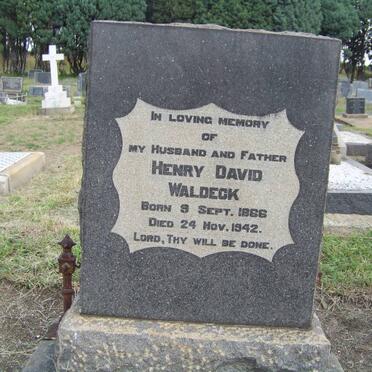 In loving memory
of
my Husband and Father
Henry David
Waldeck
Born 9 Sept. 1866
Died 24 Nov. 1942.
Lord, Thy will be done.